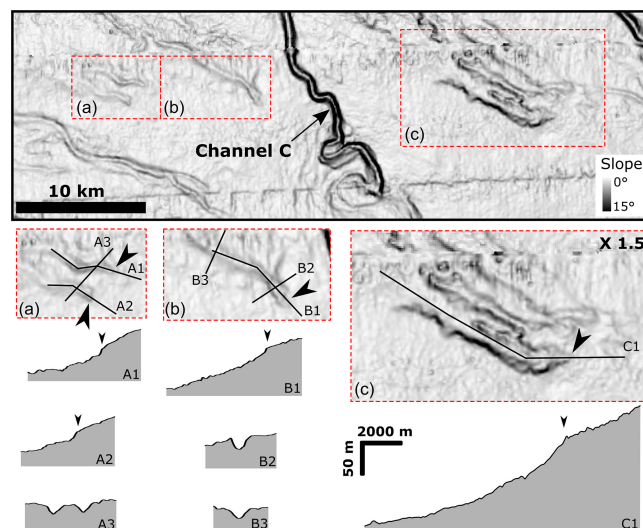 (a)
(b)
(c)
Channel C
10 km
Slope
0°
15°
A3
A1
A2
(a)
B3
B2
B1
(b)
X 1.5
C1
(c)
A1
B1
A2
B2
2000 m
50 m
A3
B3
C1